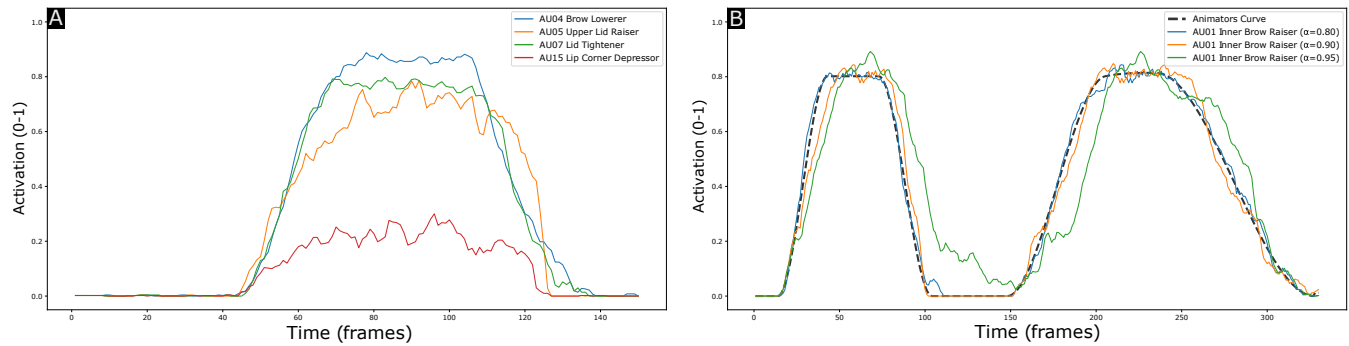 A
AU04 Brow Lowerer
AU05 Upper Lid Raiser
AU07 Lid Tightener
AU15 Lip Corner Depressor
Activation (0-1)
1.0
0.8
0.6
0.4
0.2
0.0
0 20 40 60 80 100 120 140
Time (frames)
B
Animators Curve
AU01 Inner Brow Raiser (α=0.80)
AU01 Inner Brow Raiser (α=0.90)
AU01 Inner Brow Raiser (α=0.95)
Activation (0-1)
1.0
0.8
0.6
0.4
0.2
0.0
0 50 100 150 200 250 300
Time (frames)